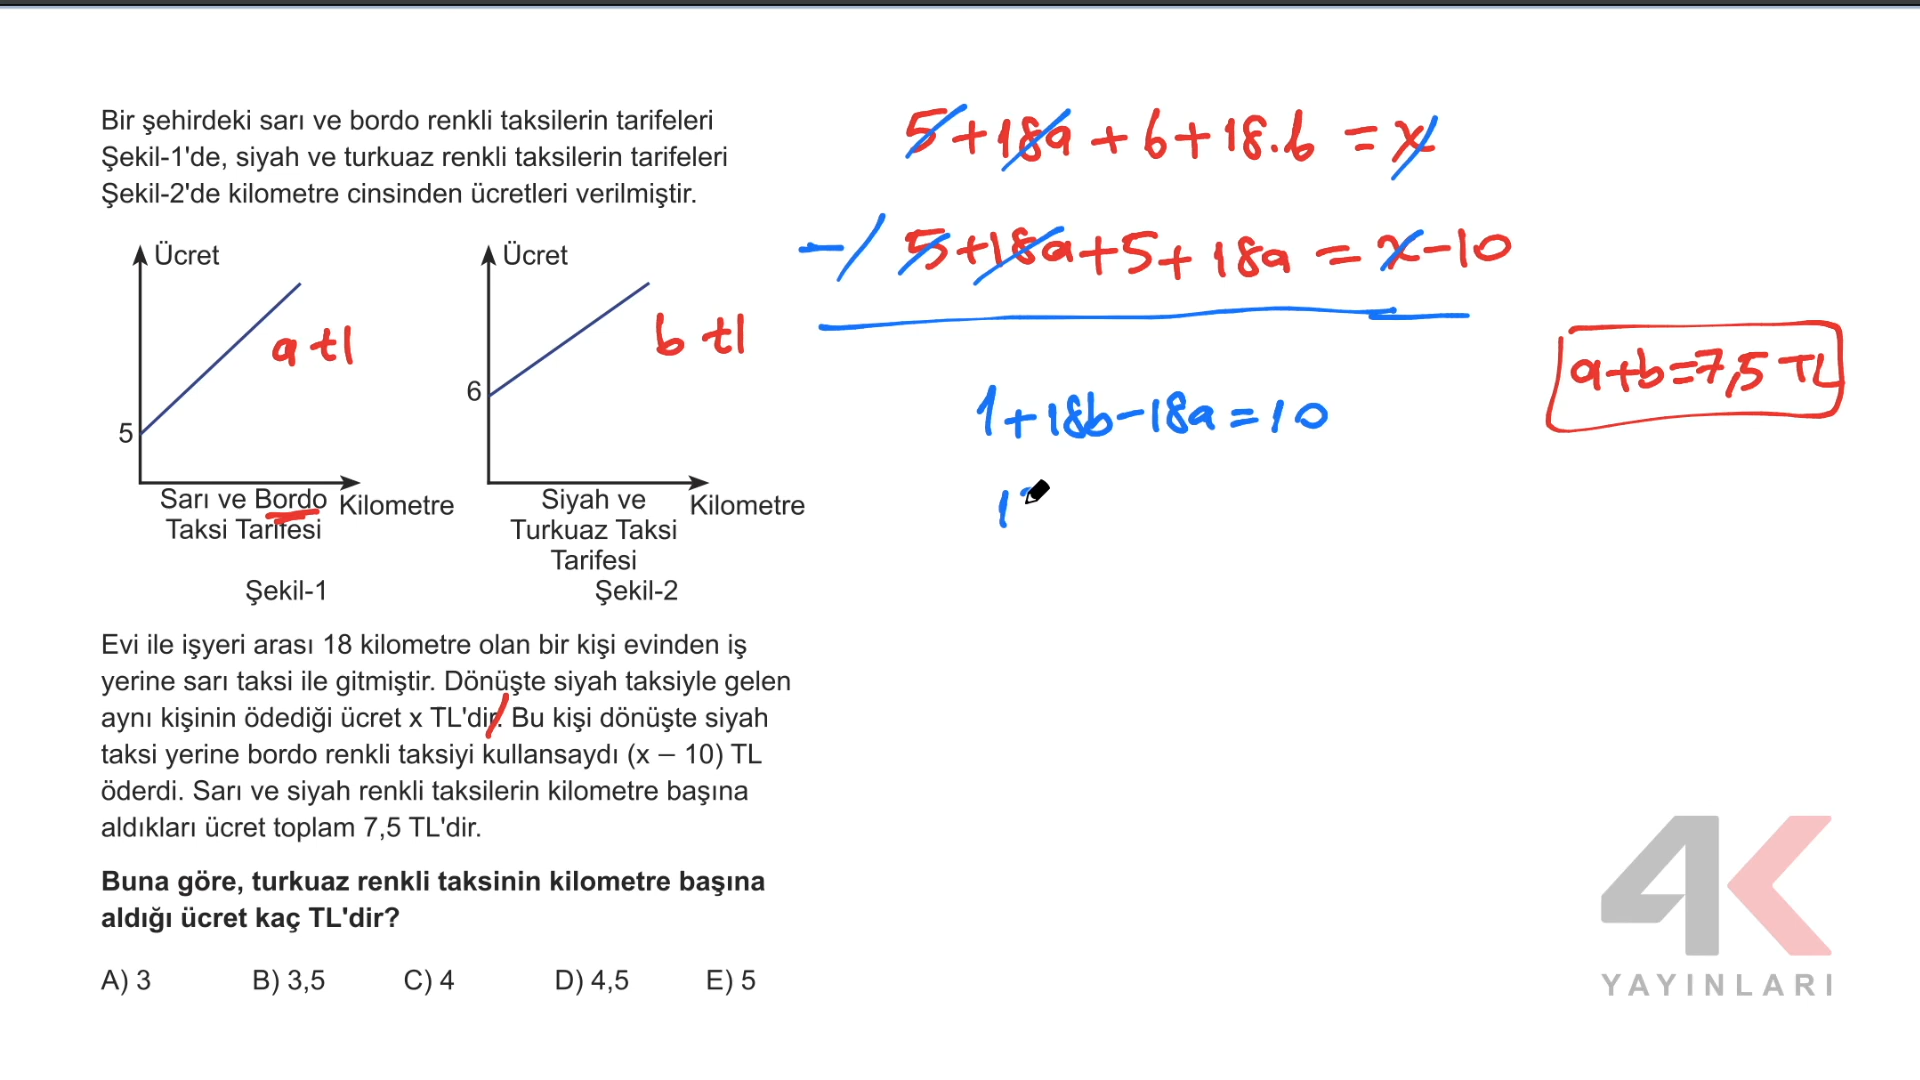 Bir şehirdeki sarı ve bordo renkli taksilerin tarifeleri
Şekil-1'de, siyah ve turkuaz renkli taksilerin tarifeleri
Şekil-2'de kilometre cinsinden ücretleri verilmiştir.
Ücret
a tl
5
Sarı ve Bordo
Taksi Tarifesi
Kilometre
Şekil-1
Ücret
b tl
6
Siyah ve
Turkuaz Taksi
Tarifesi
Kilometre
Şekil-2
Evi ile işyeri arası 18 kilometre olan bir kişi evinden iş
yerine sarı taksi ile gitmiştir. Dönüşte siyah taksiyle gelen
aynı kişinin ödediği ücret x TL'dir. Bu kişi dönüşte siyah
taksi yerine bordo renkli taksiyi kullansaydı (x – 10) TL
öderdi. Sarı ve siyah renkli taksilerin kilometre başına
aldıkları ücret toplam 7,5 TL'dir.
Buna göre, turkuaz renkli taksinin kilometre başına
aldığı ücret kaç TL'dir?
A) 3 B) 3,5 C) 4 D) 4,5 E) 5
5+18a+6+18.b=x
-/ 5+18a+5+18a=x-10
1+18b-18a=10
a+b=7,5 TL
4K
YAYINLARI